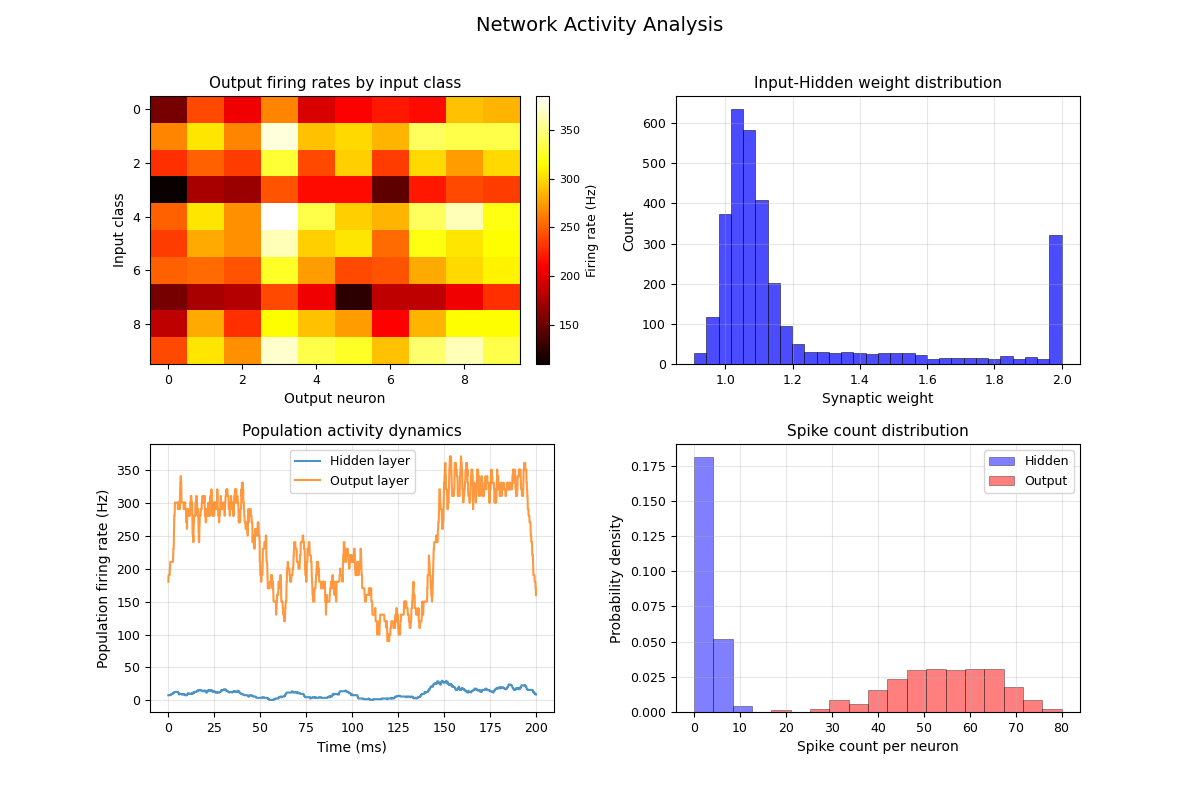 Network Activity Analysis
Output firing rates by input class
0
2
4
6
8
Input class
0 2 4 6 8
Output neuron
350
300
250
200
150
Firing rate (Hz)
Input-Hidden weight distribution
600
500
400
300
200
100
0
Count
1.0 1.2 1.4 1.6 1.8 2.0
Synaptic weight
Population activity dynamics
Hidden layer
Output layer
350
300
250
200
150
100
50
0
Population firing rate (Hz)
0 25 50 75 100 125 150 175 200
Time (ms)
Spike count distribution
Hidden
Output
0.175
0.150
0.125
0.100
0.075
0.050
0.025
0.000
Probability density
0 10 20 30 40 50 60 70 80
Spike count per neuron